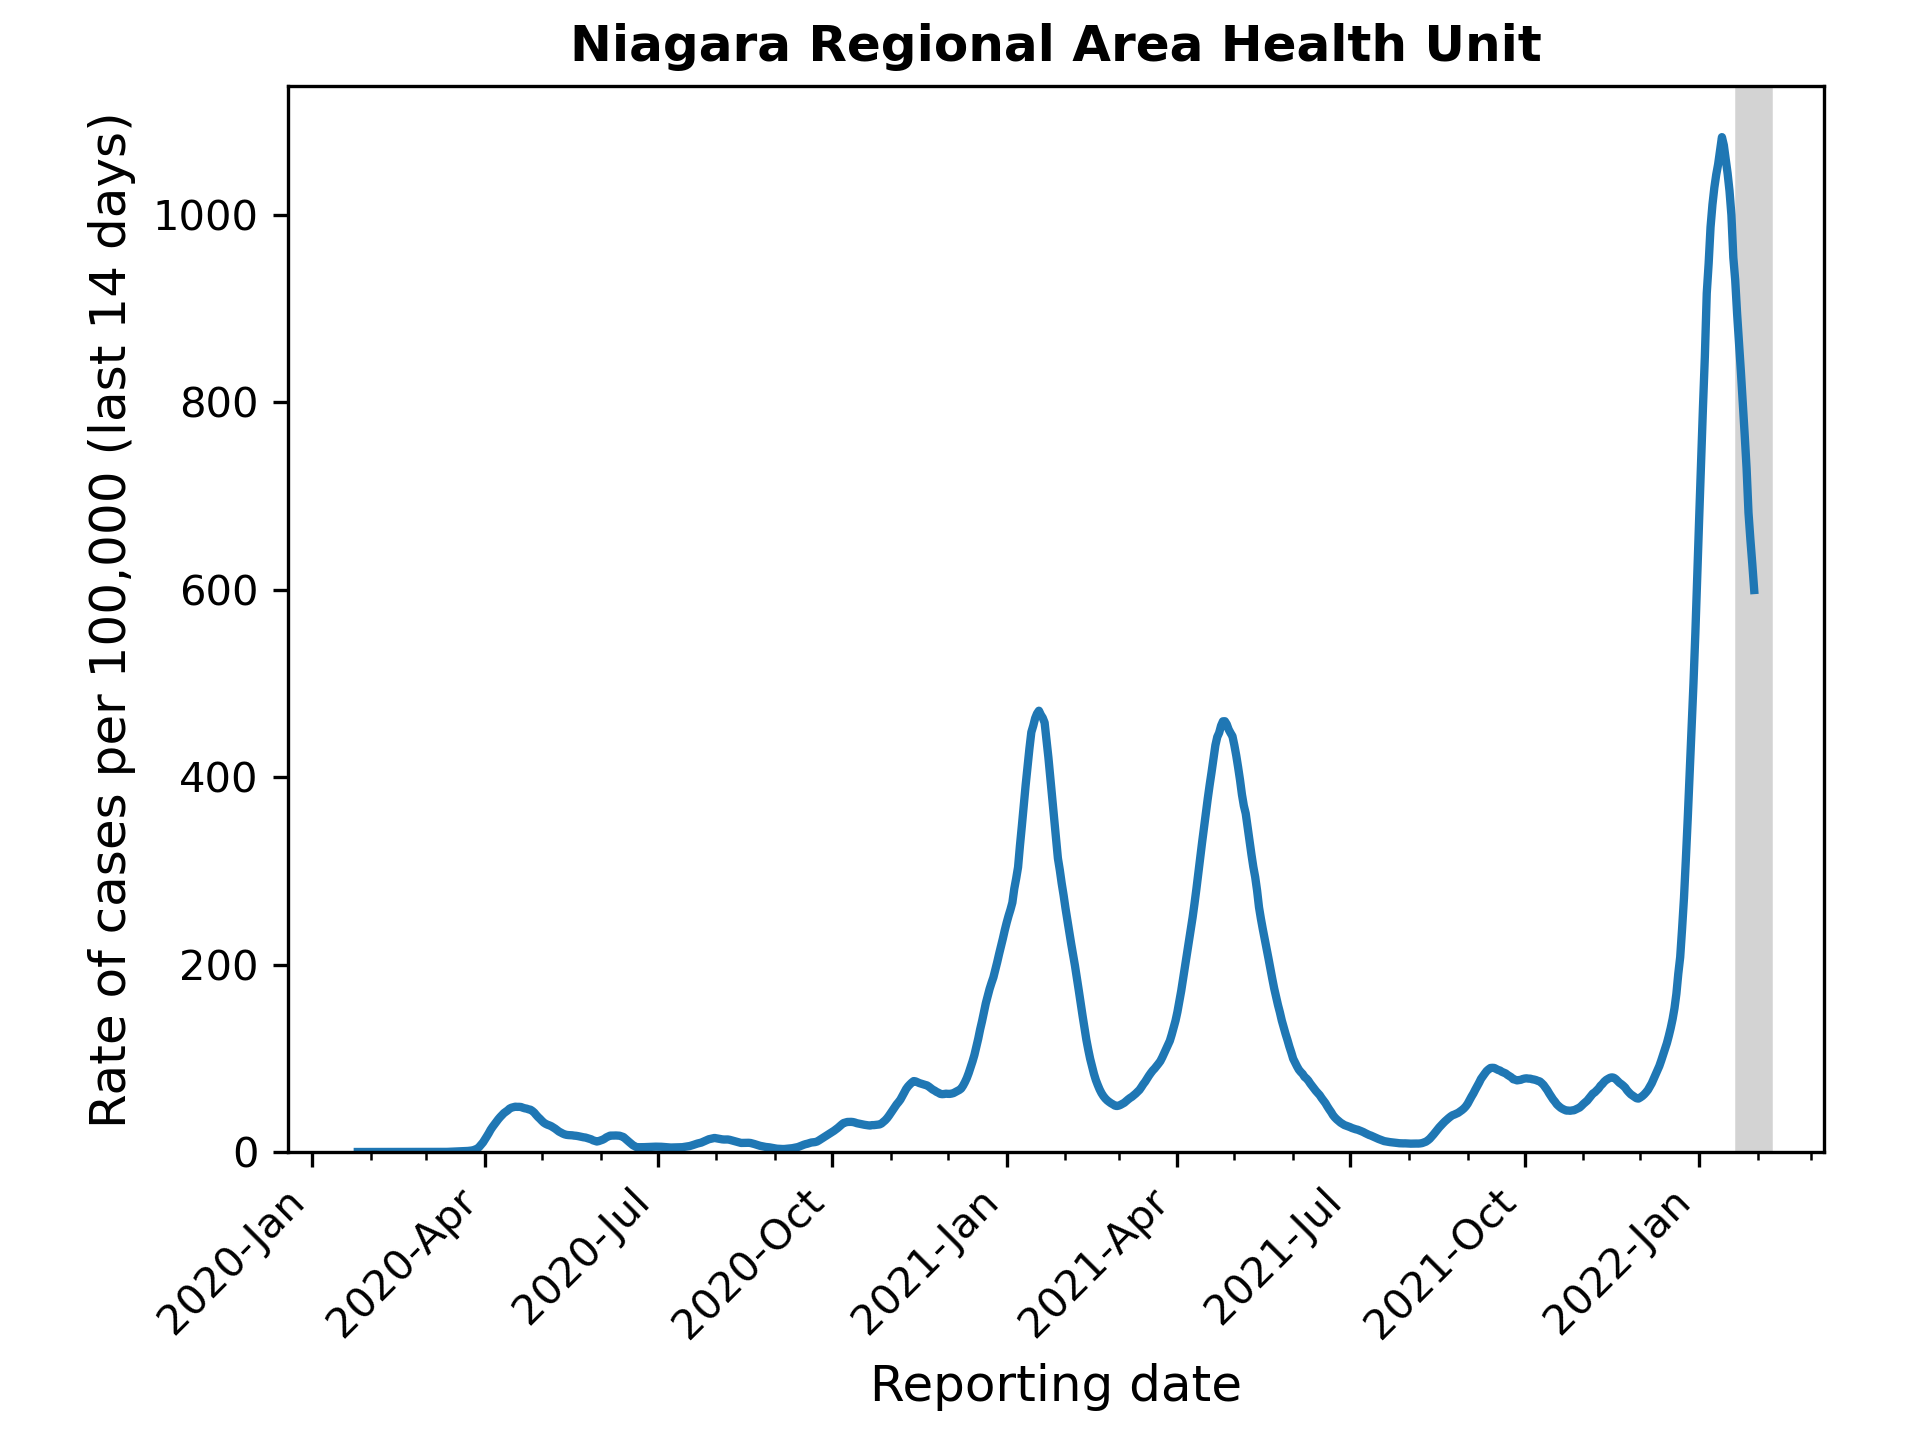 Niagara Regional Area Health Unit
Rate of cases per 100,000 (last 14 days)
1000
800
600
400
200
0
2020-Jan
2020-Apr
2020-Jul
2020-Oct
2021-Jan
2021-Apr
2021-Jul
2021-Oct
2022-Jan
Reporting date